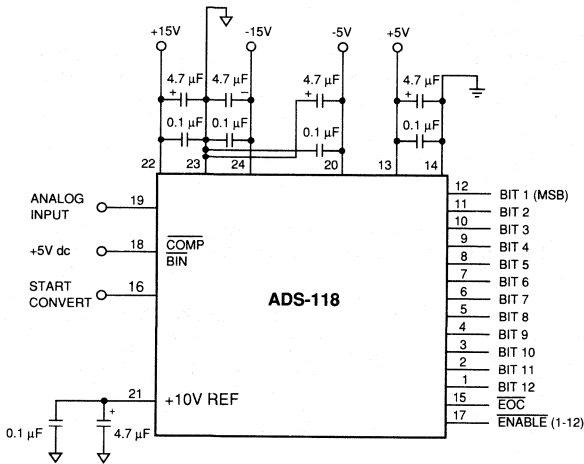 +15V -15V -5V +5V
4.7 µF 4.7 µF 4.7 µF 4.7 µF
+ − + +
0.1 µF 0.1 µF 0.1 µF 0.1 µF
22 23 24 20 13 14
ANALOG INPUT 19
+5V dc 18 COMP
BIN
START CONVERT 16
ADS-118
21 +10V REF
+
0.1 µF 4.7 µF
12 BIT 1 (MSB)
11 BIT 2
10 BIT 3
9 BIT 4
8 BIT 5
7 BIT 6
6 BIT 7
5 BIT 8
4 BIT 9
3 BIT 10
2 BIT 11
1 BIT 12
15 EOC
17 ENABLE (1-12)